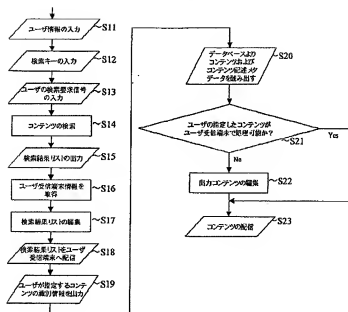 ユーザ情報の入力
S11
検索キーの入力
S12
ユーザの検索要求信号
の入力
S13
コンテンツの検索
S14
検索結果リストの出力
S15
ユーザ受信端末情報を
取得
S16
検索結果リストの編集
S17
検索結果リストをユーザ
受信端末へ配信
S18
ユーザが指定するコンテ
ンツの識別情報を出力
S19
データベースより
コンテンツおよび
コンテンツ記述メタ
データを読み出す
S20
ユーザの指定したコンテンツが
ユーザ受信端末で処理可能か?
S21
Yes
No
出力コンテンツの編集
S22
コンテンツの配信
S23